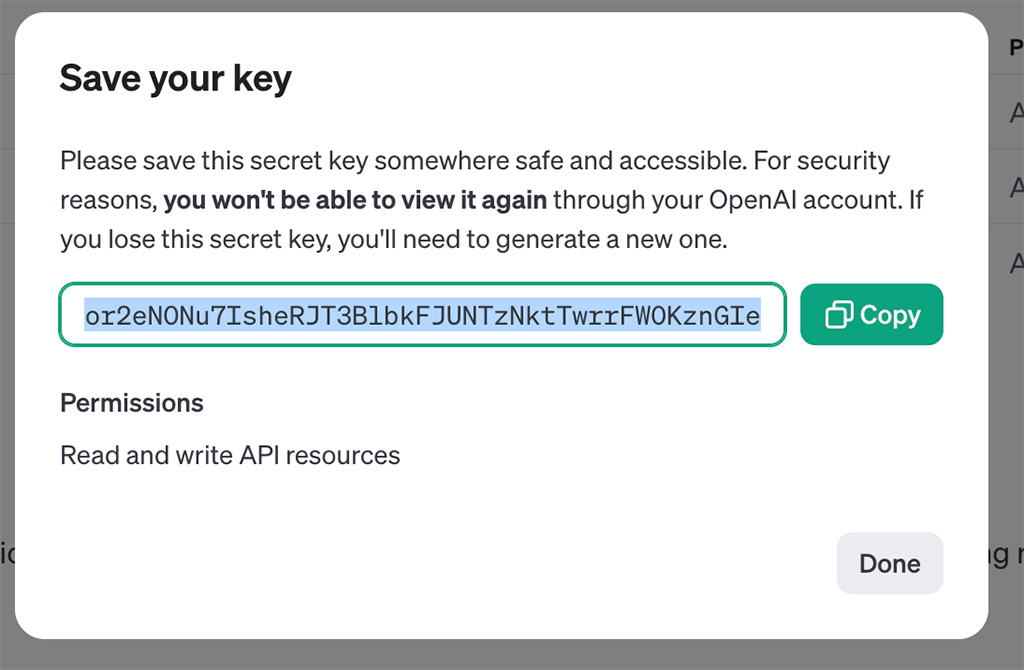 Save your key
Please save this secret key somewhere safe and accessible. For security
reasons, you won't be able to view it again through your OpenAI account. If
you lose this secret key, you'll need to generate a new one.
or2eNONu7IsheRJT3BlbkFJUNTzNktTwrrFWOKznGIe
Copy
Permissions
Read and write API resources
Done